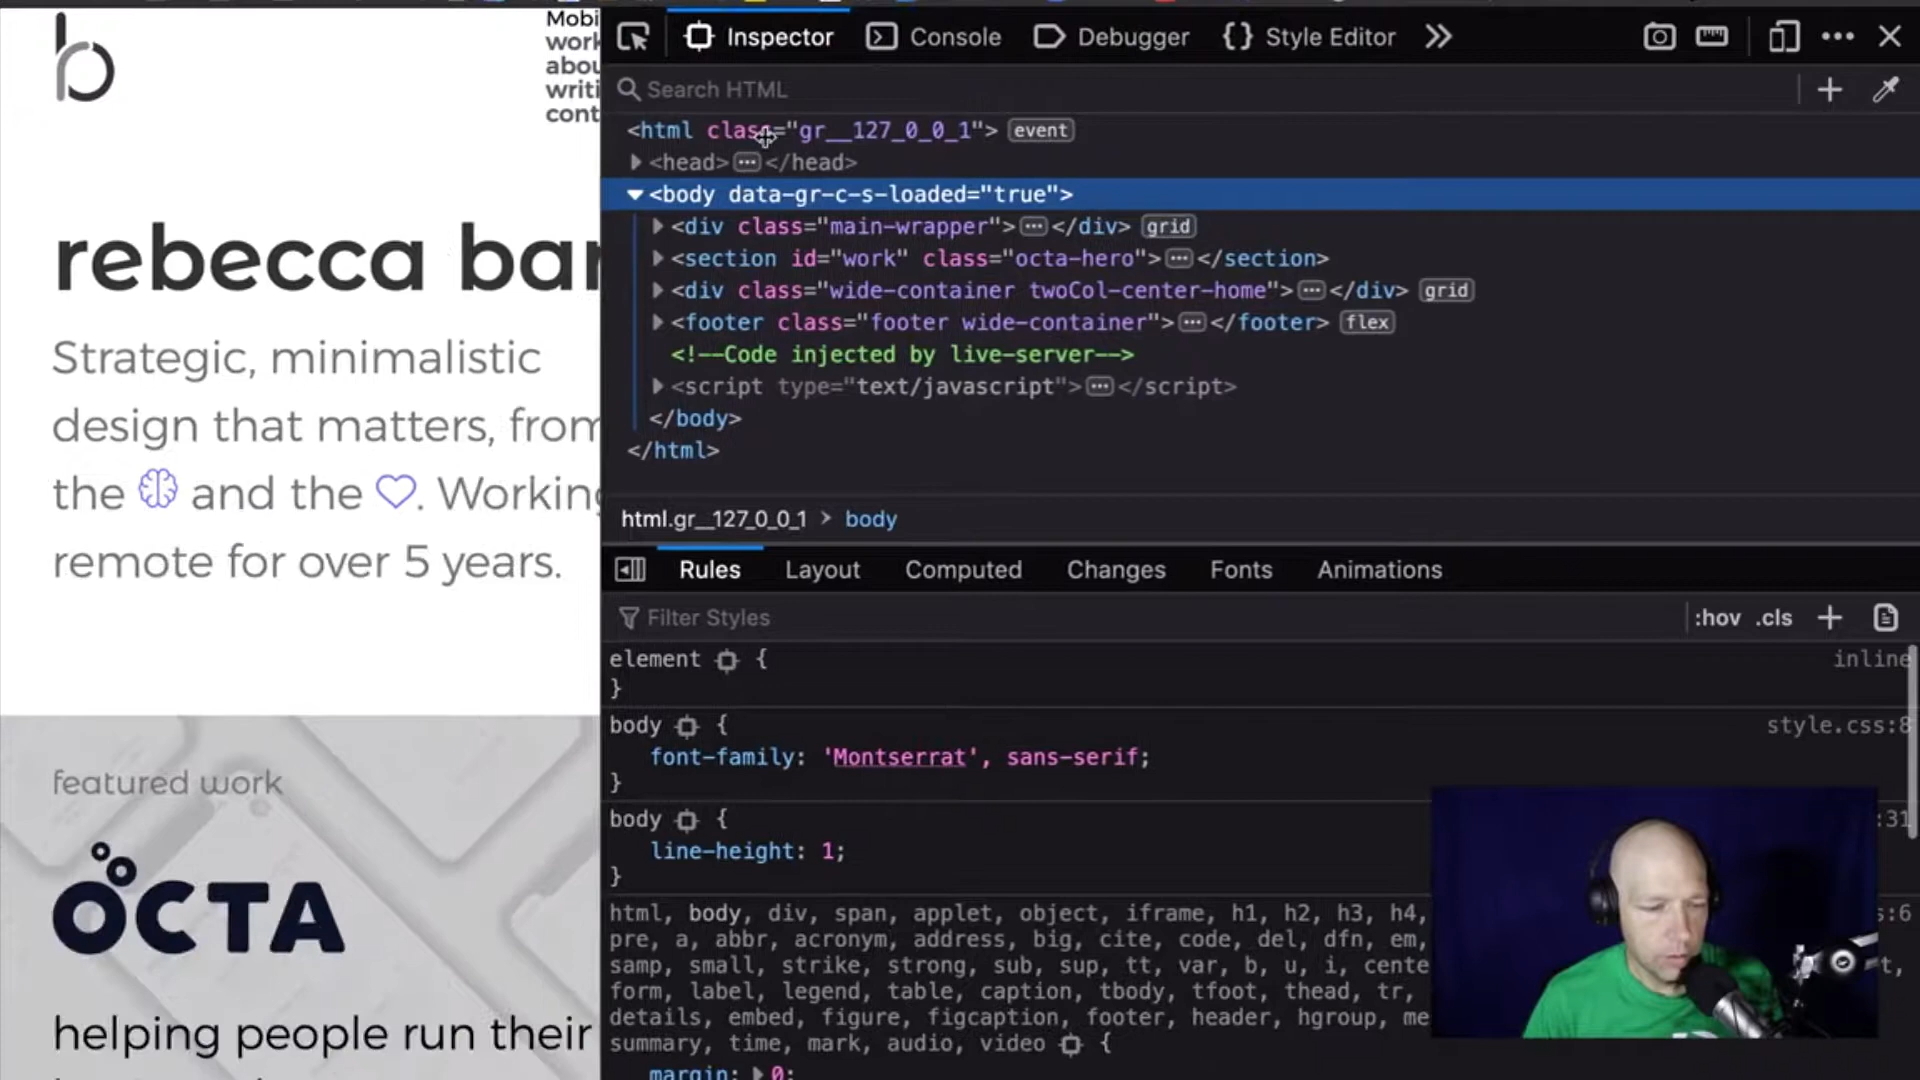 b
Mobi
work
abou
writi
cont
rebecca bar
Strategic, minimalistic
design that matters, from
the and the . Working
remote for over 5 years.
featured work
OCTA
helping people run their
Inspector Console Debugger {} Style Editor
Search HTML
<html class="gr__127_0_0_1"> event
<head>···</head>
<body data-gr-c-s-loaded="true">
<div class="main-wrapper">···</div> grid
<section id="work" class="octa-hero">···</section>
<div class="wide-container twoCol-center-home">···</div> grid
<footer class="footer wide-container">···</footer> flex
<!--Code injected by live-server-->
<script type="text/javascript">···</script>
</body>
</html>
html.gr__127_0_0_1 > body
Rules Layout Computed Changes Fonts Animations
Filter Styles :hov .cls +
element { inline
}
body { style.css:8
font-family: 'Montserrat', sans-serif;
}
body { :31
line-height: 1;
}
html, body, div, span, applet, object, iframe, h1, h2, h3, h4, s:6
pre, a, abbr, acronym, address, big, cite, code, del, dfn, em,
samp, small, strike, strong, sub, sup, tt, var, b, u, i, cente t,
form, label, legend, table, caption, tbody, tfoot, thead, tr,
details, embed, figure, figcaption, footer, header, hgroup, me
summary, time, mark, audio, video {
margin: 0;